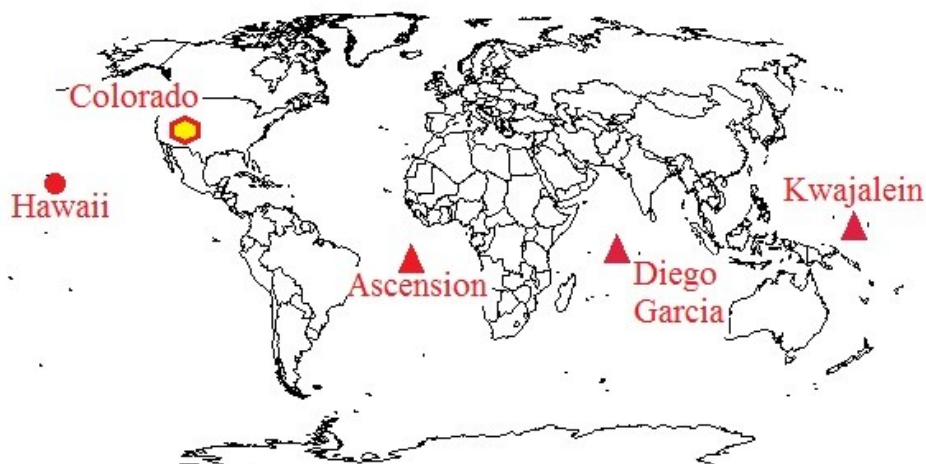 Colorado
Hawaii
Kwajalein
Ascension
Diego
Garcia